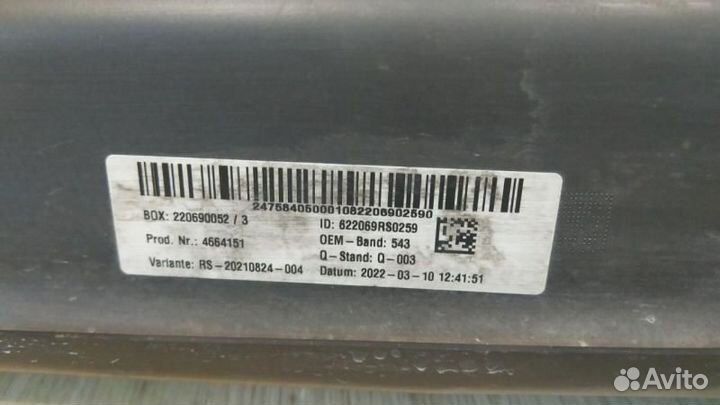 247584050001082206902590
BOX: 220690052 / 3
ID: 622069RS0259
Prod. Nr.: 4664151
OEM-Band: 543
Q-Stand: Q-003
Variante: RS-20210824-004
Datum: 2022-03-10 12:41:51
Avito